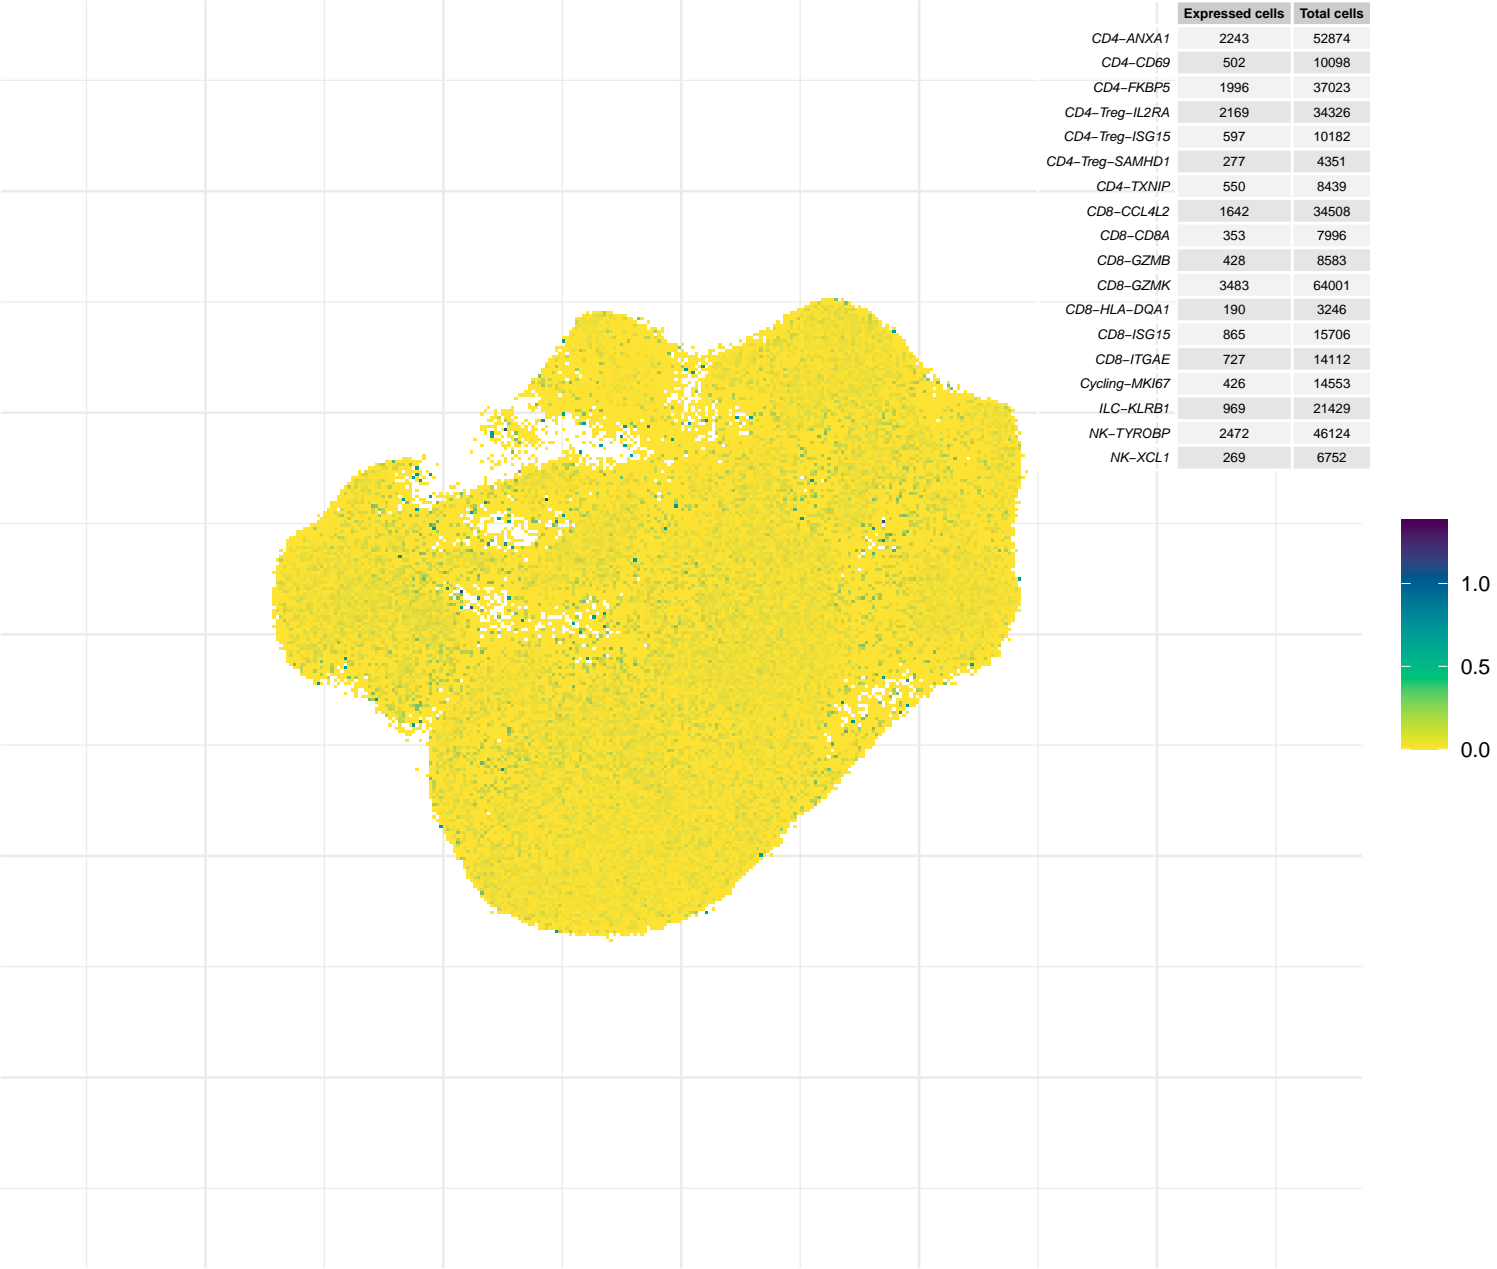 Expressed cells Total cells
CD4−ANXA1 2243 52874
CD4−CD69 502 10098
CD4−FKBP5 1996 37023
CD4−Treg−IL2RA 2169 34326
CD4−Treg−ISG15 597 10182
CD4−Treg−SAMHD1 277 4351
CD4−TXNIP 550 8439
CD8−CCL4L2 1642 34508
CD8−CD8A 353 7996
CD8−GZMB 428 8583
CD8−GZMK 3483 64001
CD8−HLA−DQA1 190 3246
CD8−ISG15 865 15706
CD8−ITGAE 727 14112
Cycling−MKI67 426 14553
ILC−KLRB1 969 21429
NK−TYROBP 2472 46124
NK−XCL1 269 6752
1.0
0.5
0.0